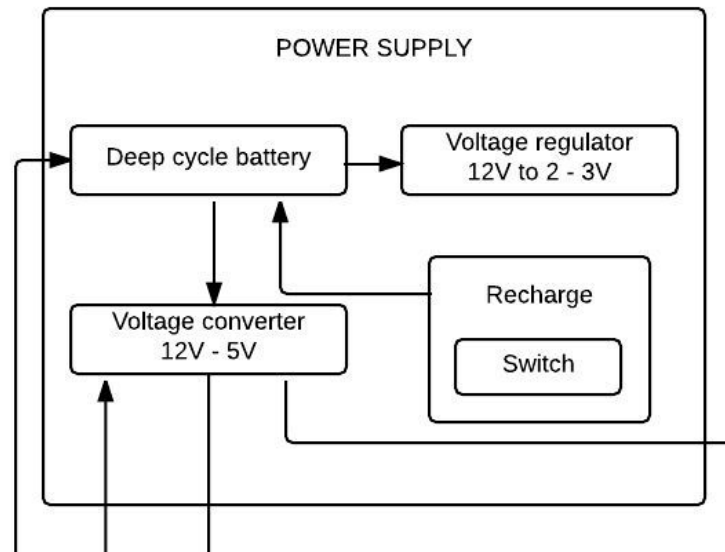 POWER SUPPLY
Deep cycle battery
Voltage regulator
12V to 2 - 3V
Voltage converter
12V - 5V
Recharge
Switch